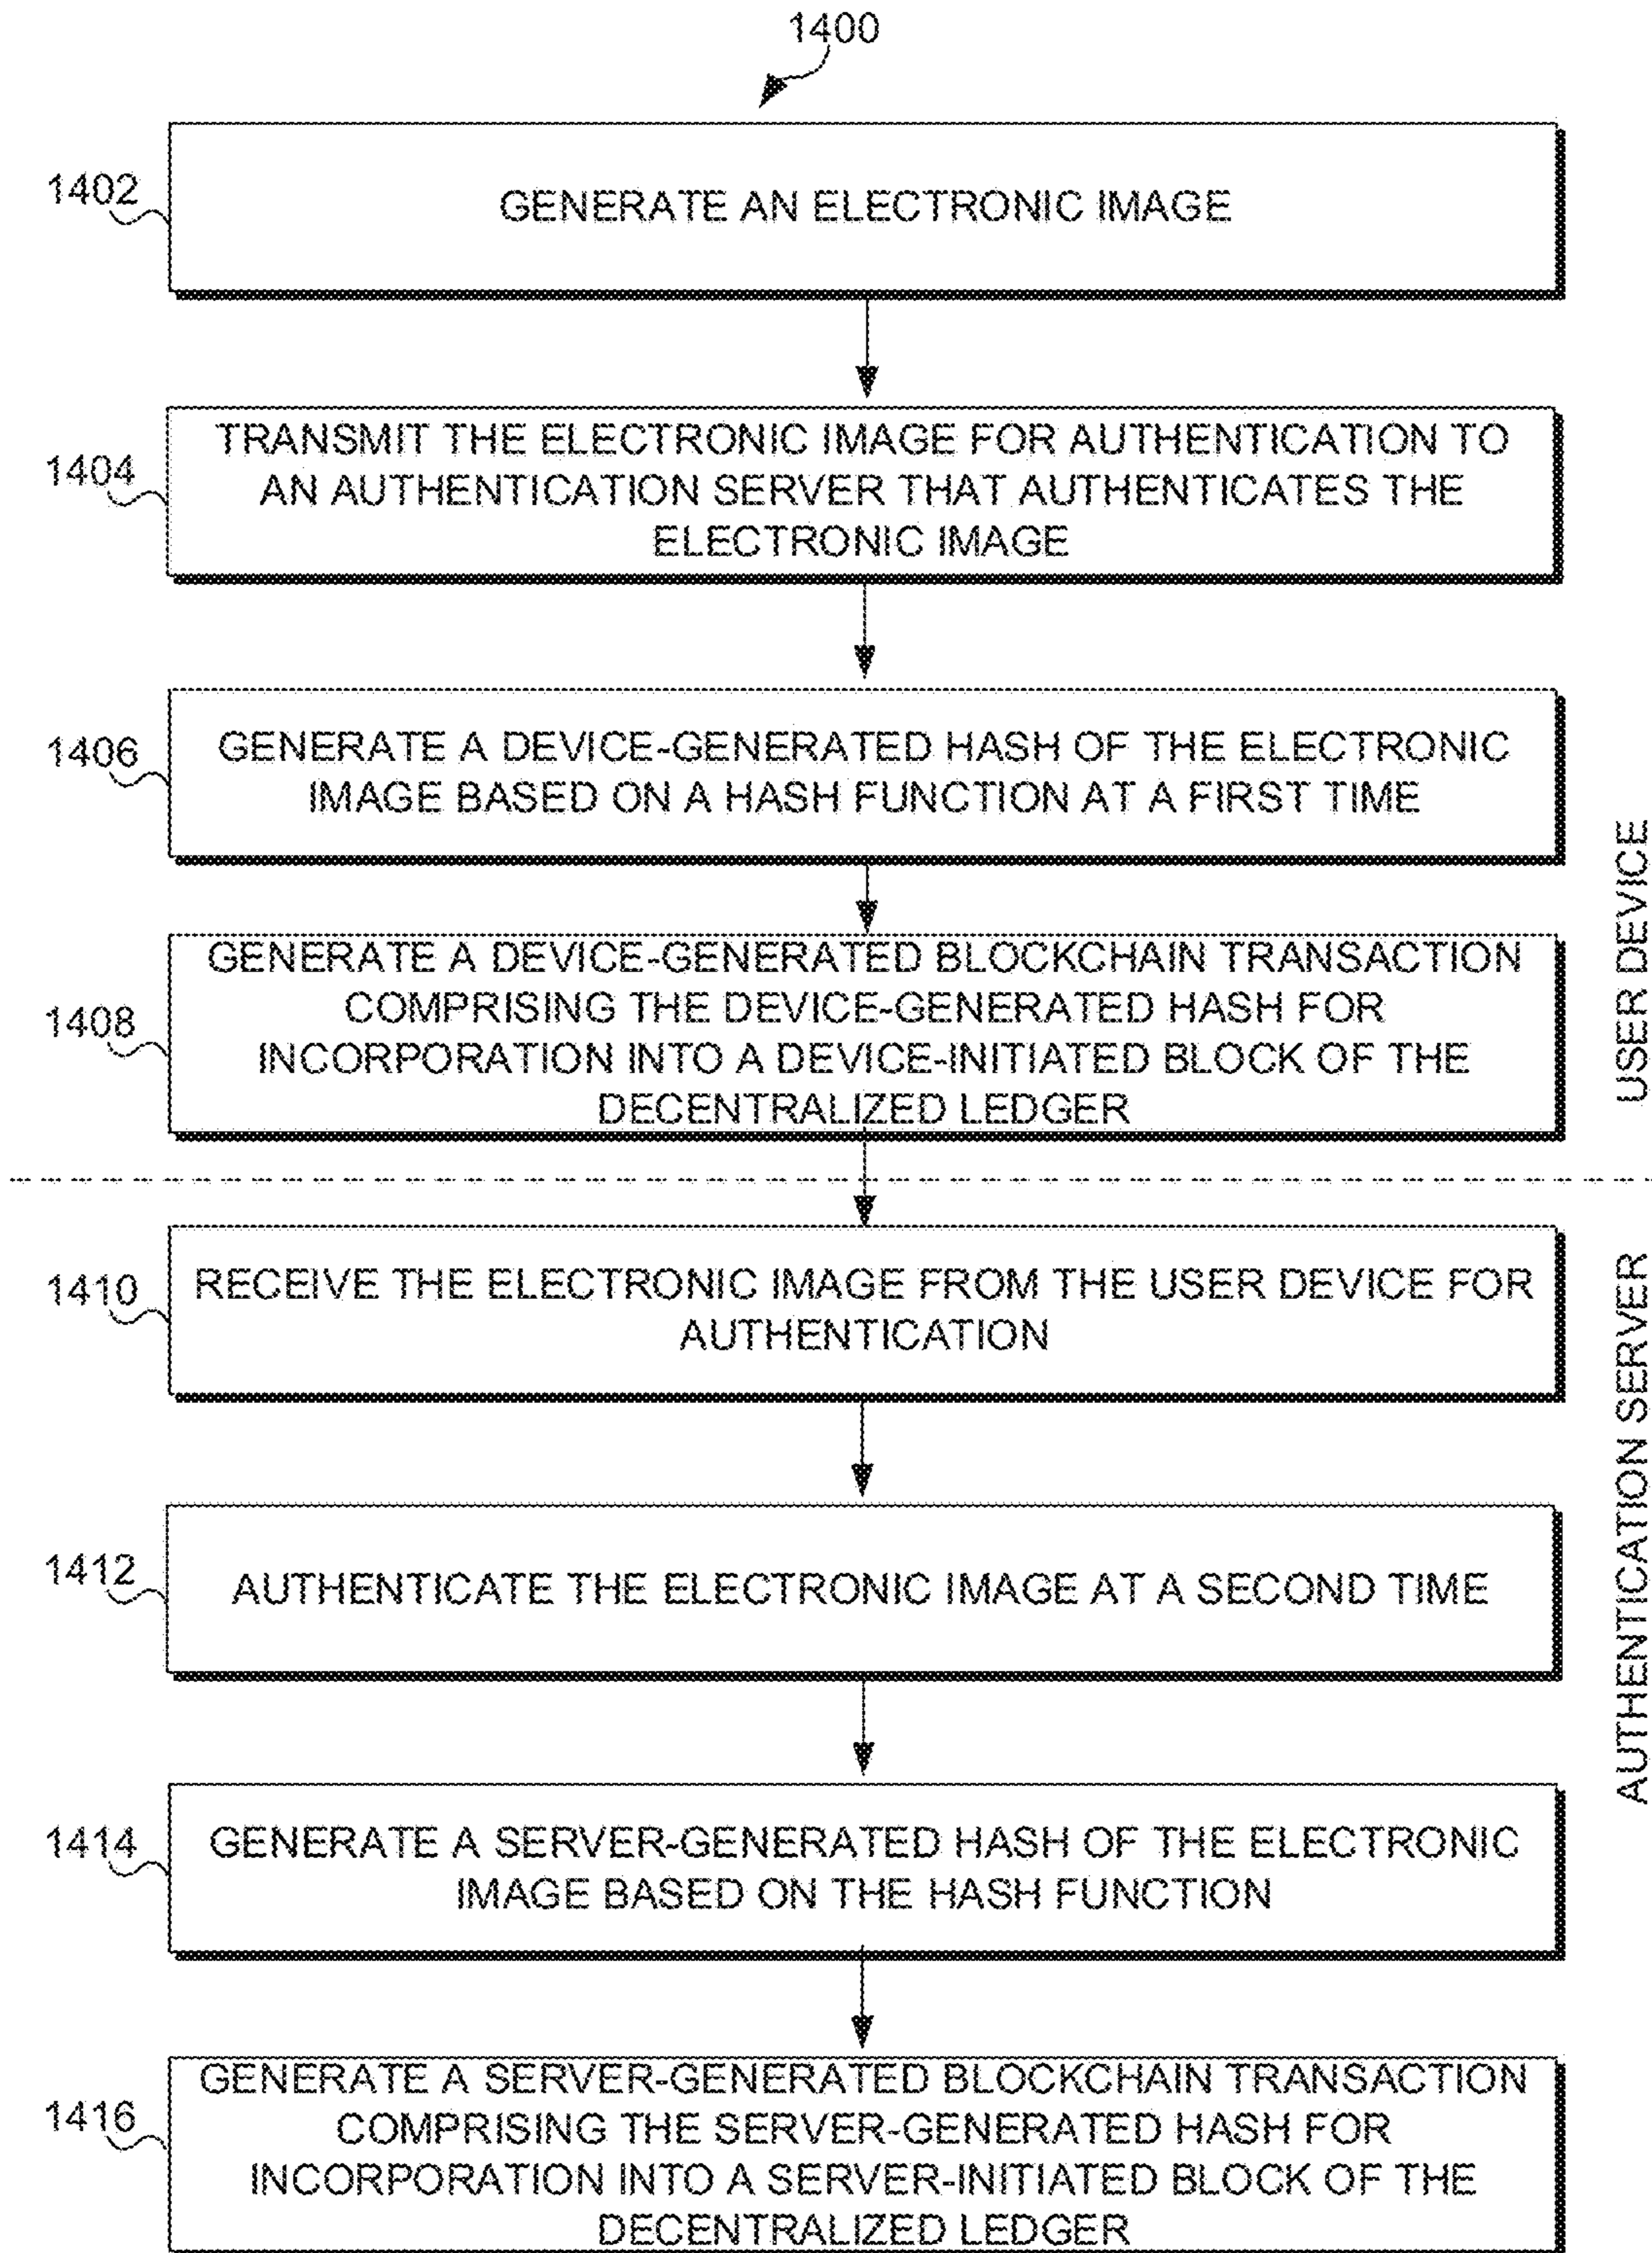 1400
1402
GENERATE AN ELECTRONIC IMAGE
1404
TRANSMIT THE ELECTRONIC IMAGE FOR AUTHENTICATION TO
AN AUTHENTICATION SERVER THAT AUTHENTICATES THE
ELECTRONIC IMAGE
1406
GENERATE A DEVICE-GENERATED HASH OF THE ELECTRONIC
IMAGE BASED ON A HASH FUNCTION AT A FIRST TIME
1408
GENERATE A DEVICE-GENERATED BLOCKCHAIN TRANSACTION
COMPRISING THE DEVICE-GENERATED HASH FOR
INCORPORATION INTO A DEVICE-INITIATED BLOCK OF THE
DECENTRALIZED LEDGER
USER DEVICE
1410
RECEIVE THE ELECTRONIC IMAGE FROM THE USER DEVICE FOR
AUTHENTICATION
1412
AUTHENTICATE THE ELECTRONIC IMAGE AT A SECOND TIME
1414
GENERATE A SERVER-GENERATED HASH OF THE ELECTRONIC
IMAGE BASED ON THE HASH FUNCTION
1416
GENERATE A SERVER-GENERATED BLOCKCHAIN TRANSACTION
COMPRISING THE SERVER-GENERATED HASH FOR
INCORPORATION INTO A SERVER-INITIATED BLOCK OF THE
DECENTRALIZED LEDGER
AUTHENTICATION SERVER